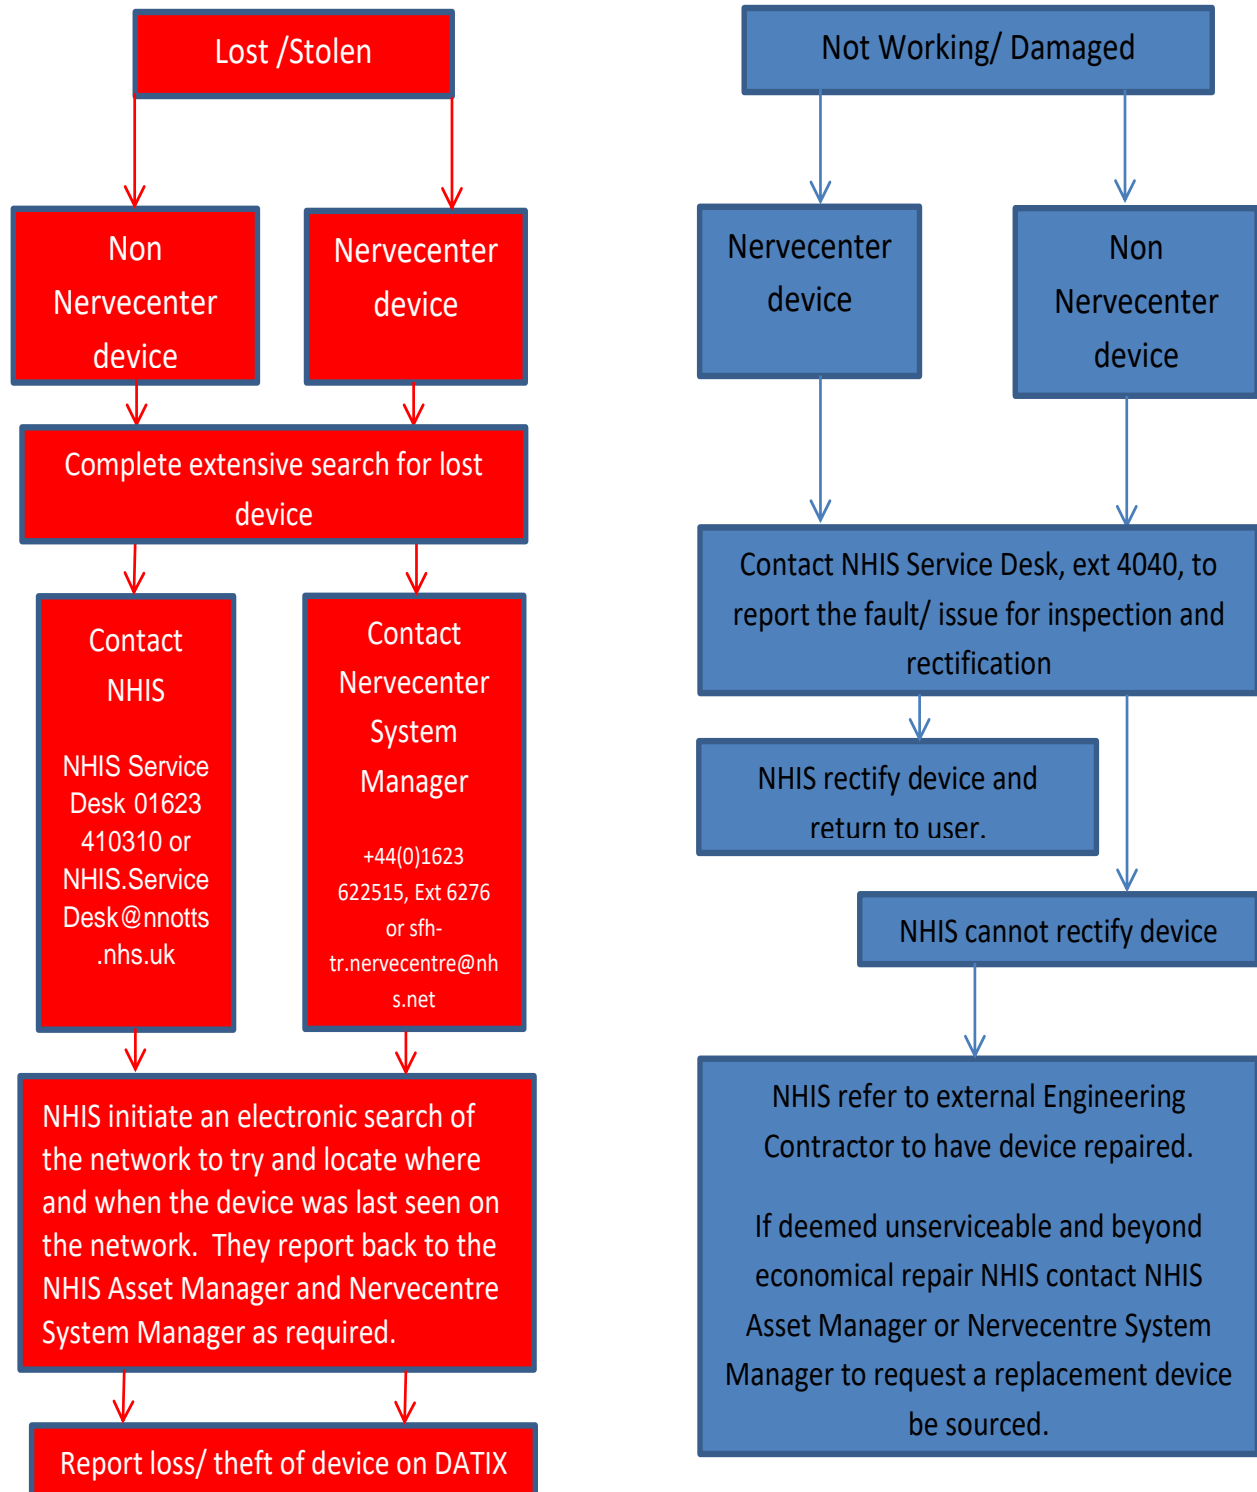 Lost /Stolen
Non
Nervecenter
device
Nervecenter
device
Complete extensive search for lost
device
Contact
NHIS
NHIS Service
Desk 01623
410310 or
NHIS.Service
Desk@nnotts
.nhs.uk
Contact
Nervecenter
System
Manager
+44(0)1623
622515, Ext 6276
or sfh-
tr.nervecentre@nh
s.net
NHIS initiate an electronic search of
the network to try and locate where
and when the device was last seen on
the network.  They report back to the
NHIS Asset Manager and Nervecentre
System Manager as required.
Report loss/ theft of device on DATIX
Not Working/ Damaged
Nervecenter
device
Non
Nervecenter
device
Contact NHIS Service Desk, ext 4040, to
report the fault/ issue for inspection and
rectification
NHIS rectify device and
return to user.
NHIS cannot rectify device
NHIS refer to external Engineering
Contractor to have device repaired.
If deemed unserviceable and beyond
economical repair NHIS contact NHIS
Asset Manager or Nervecentre System
Manager to request a replacement device
be sourced.